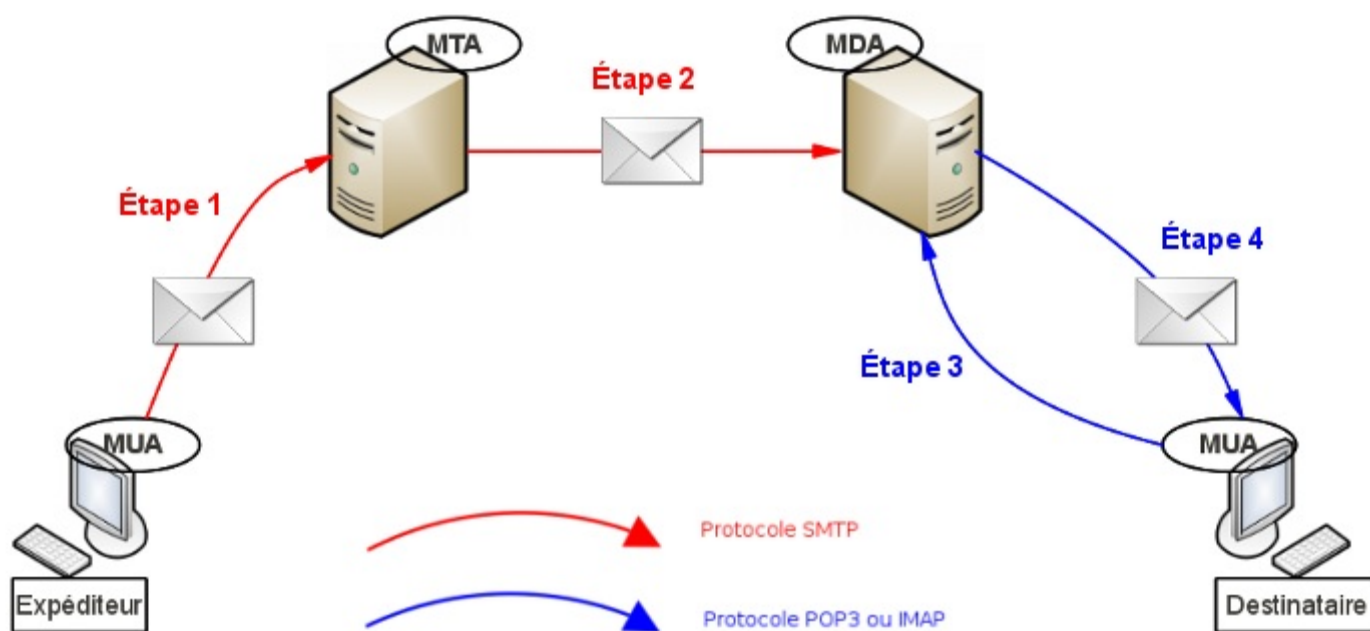 MTA
MDA
Étape 2
Étape 1
Étape 4
Étape 3
MUA
MUA
Protocole SMTP
Expéditeur
Destinataire
Protocole POP3 ou IMAP